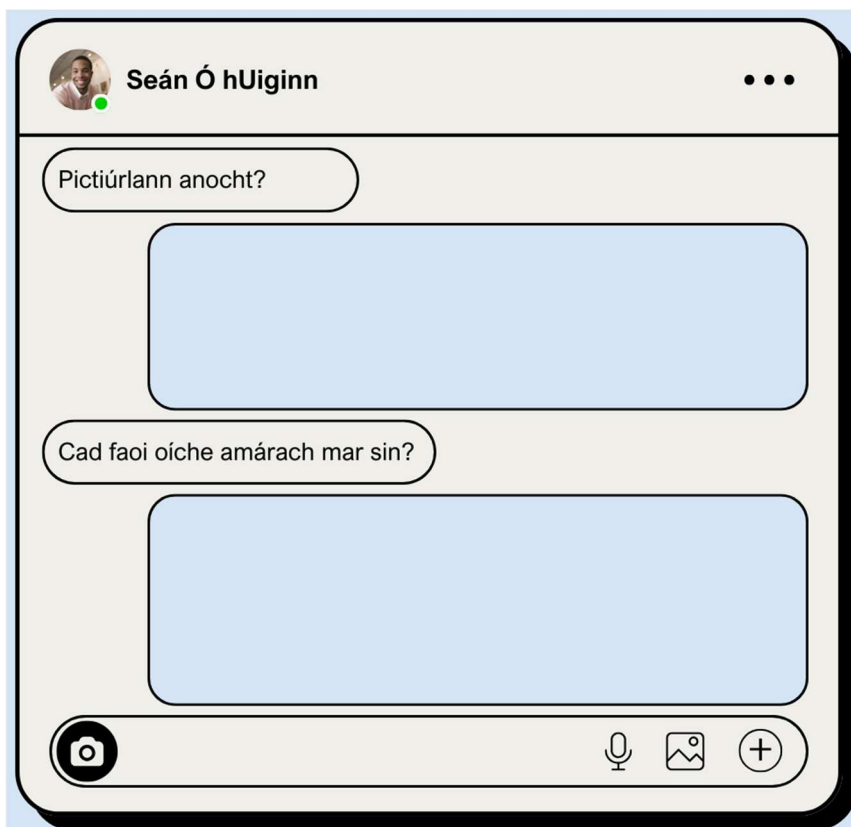 Seán Ó hUiginn
Pictiúrlann anocht?
Cad faoi oíche amárach mar sin?